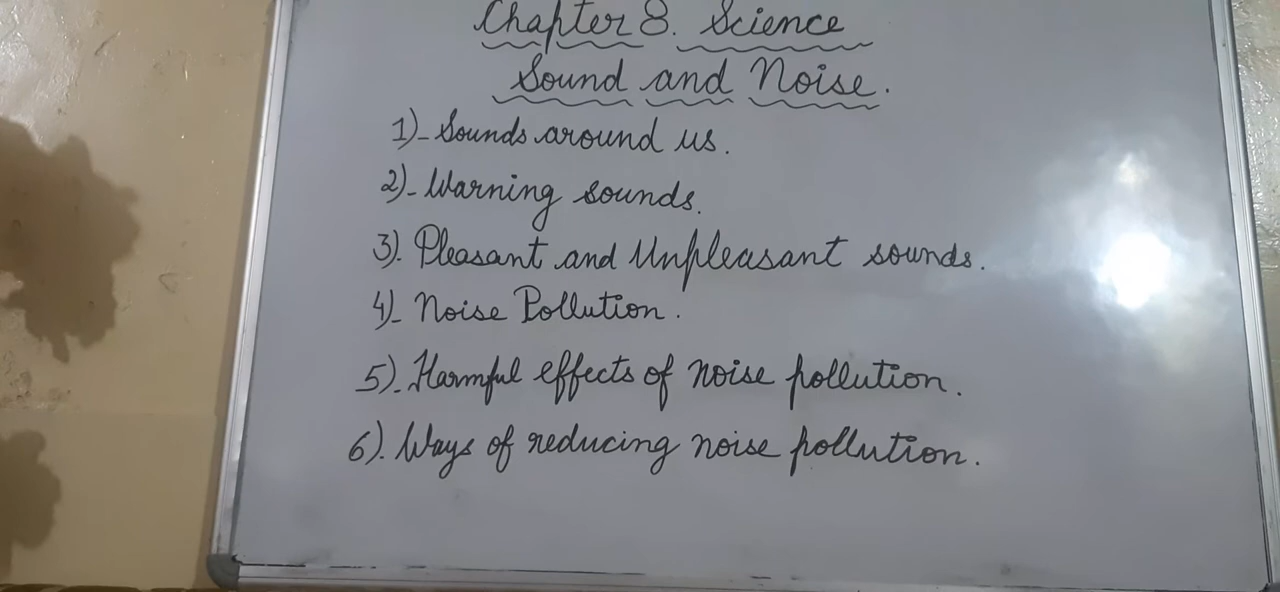 Chapter 8. Science
Sound and Noise.
1)- Sounds around us.
2)- Warning sounds.
3). Pleasant and Unpleasant sounds.
4)- Noise Pollution.
5)- Harmful effects of noise pollution.
6). Ways of reducing noise pollution.